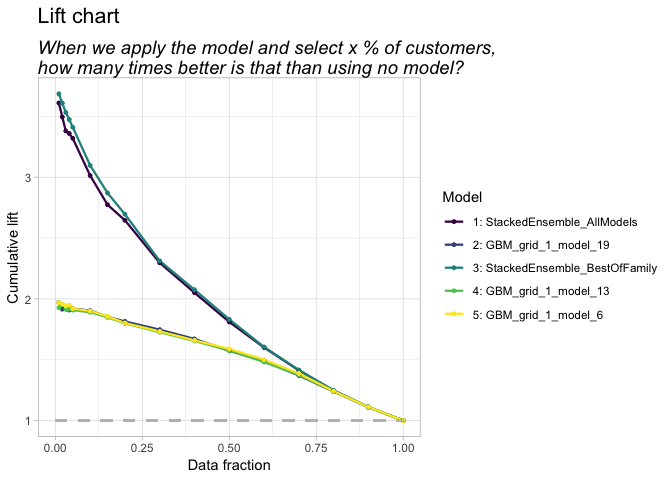 Lift chart
When we apply the model and select x % of customers,
how many times better is that than using no model?
3
2
1
Cumulative lift
0.00
0.25
0.50
0.75
1.00
Data fraction
Model
1: StackedEnsemble_AllModels
2: GBM_grid_1_model_19
3: StackedEnsemble_BestOfFamily
4: GBM_grid_1_model_13
5: GBM_grid_1_model_6